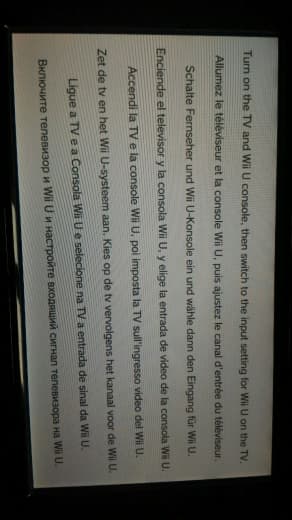 Turn on the TV and Wii U console, then switch to the input setting for Wii U on the TV.
Allumez le téléviseur et la console Wii U, puis ajustez le canal d'entrée du téléviseur.
Schalte Fernseher und Wii U-Konsole ein und wähle dann den Eingang für Wii U.
Enciende el televisor y la consola Wii U, y elige la entrada de vídeo de la consola Wii U.
Accendi la TV e la console Wii U, poi imposta la TV sull'ingresso video del Wii U.
Zet de tv en het Wii U-systeem aan. Kies op de tv vervolgens het kanaal voor de Wii U.
Ligue a TV e a Consola Wii U e selecione na TV a entrada de sinal da Wii U.
Включите телевизор и Wii U и настройте входящий сигнал телевизора на Wii U.